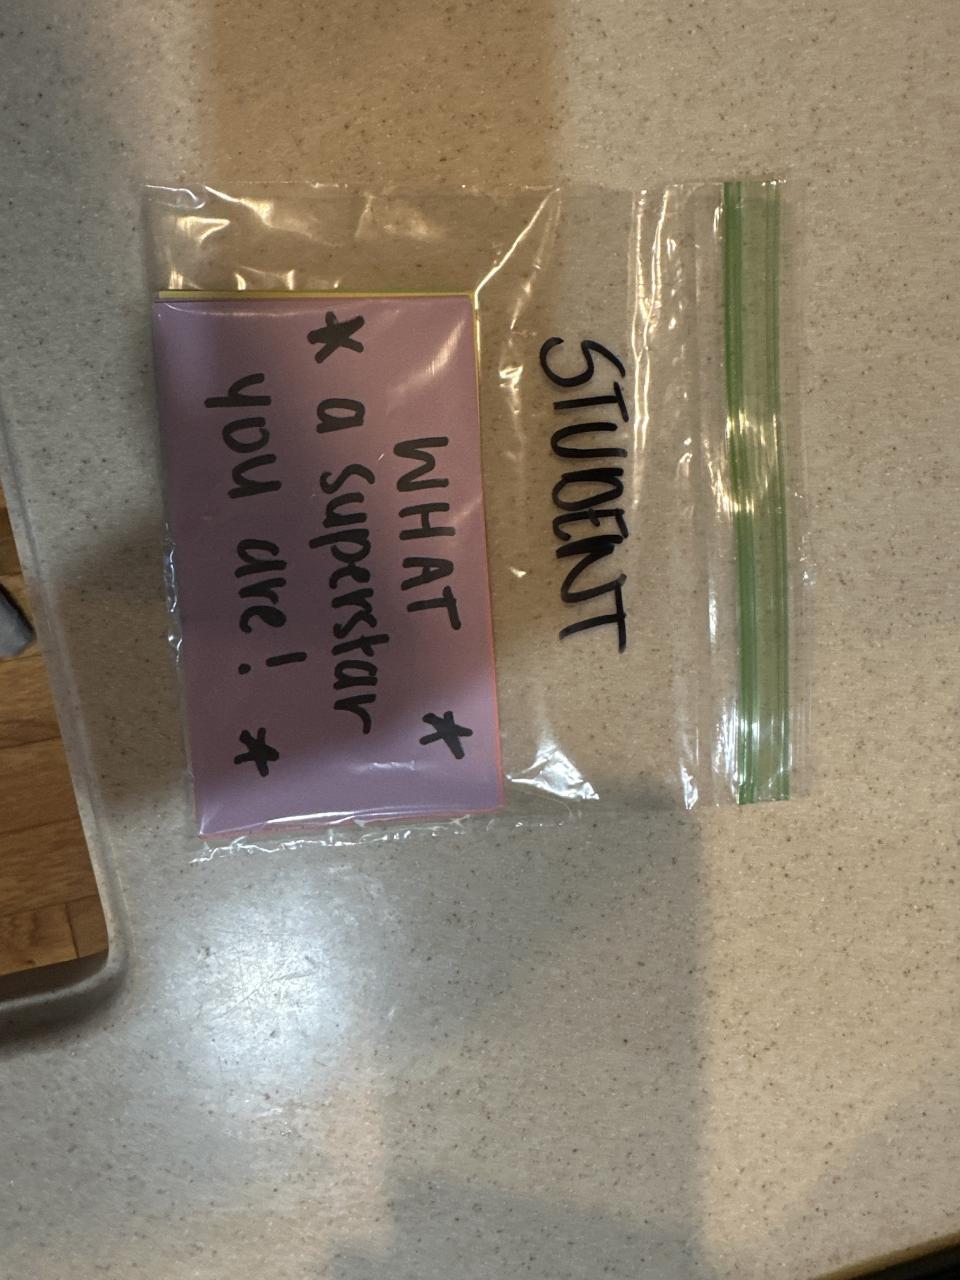 STUDENT
WHAT *
* a superstar
you are! *